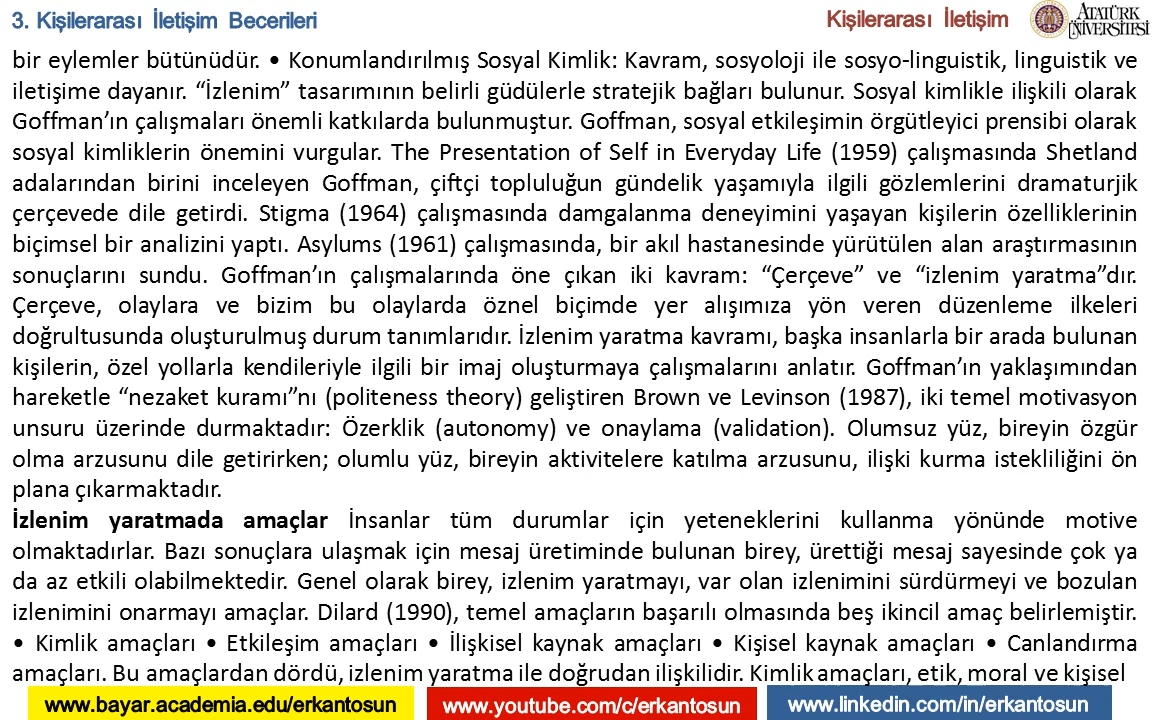 3. Kişilerarası İletişim Becerileri
Kişilerarası İletişim
ATATÜRK
ÜNİVERSİTESİ
bir eylemler bütünüdür. • Konumlandırılmış Sosyal Kimlik: Kavram, sosyoloji ile sosyo-linguistik, linguistik ve
iletişime dayanır. “İzlenim” tasarımının belirli güdülerle stratejik bağları bulunur. Sosyal kimlikle ilişkili olarak
Goffman’ın çalışmaları önemli katkılarda bulunmuştur. Goffman, sosyal etkileşimin örgütleyici prensibi olarak
sosyal kimliklerin önemini vurgular. The Presentation of Self in Everyday Life (1959) çalışmasında Shetland
adalarından birini inceleyen Goffman, çiftçi topluluğun gündelik yaşamıyla ilgili gözlemlerini dramaturjik
çerçevede dile getirdi. Stigma (1964) çalışmasında damgalanma deneyimini yaşayan kişilerin özelliklerinin
biçimsel bir analizini yaptı. Asylums (1961) çalışmasında, bir akıl hastanesinde yürütülen alan araştırmasının
sonuçlarını sundu. Goffman’ın çalışmalarında öne çıkan iki kavram: “Çerçeve” ve “izlenim yaratma”dır.
Çerçeve, olaylara ve bizim bu olaylarda öznel biçimde yer alışımıza yön veren düzenleme ilkeleri
doğrultusunda oluşturulmuş durum tanımlarıdır. İzlenim yaratma kavramı, başka insanlarla bir arada bulunan
kişilerin, özel yollarla kendileriyle ilgili bir imaj oluşturmaya çalışmalarını anlatır. Goffman’ın yaklaşımından
hareketle “nezaket kuramı”nı (politeness theory) geliştiren Brown ve Levinson (1987), iki temel motivasyon
unsuru üzerinde durmaktadır: Özerklik (autonomy) ve onaylama (validation). Olumsuz yüz, bireyin özgür
olma arzusunu dile getirirken; olumlu yüz, bireyin aktivitelere katılma arzusunu, ilişki kurma istekliliğini ön
plana çıkarmaktadır.
İzlenim yaratmada amaçlar İnsanlar tüm durumlar için yeteneklerini kullanma yönünde motive
olmaktadırlar. Bazı sonuçlara ulaşmak için mesaj üretiminde bulunan birey, ürettiği mesaj sayesinde çok ya
da az etkili olabilmektedir. Genel olarak birey, izlenim yaratmayı, var olan izlenimini sürdürmeyi ve bozulan
izlenimini onarmayı amaçlar. Dilard (1990), temel amaçların başarılı olmasında beş ikincil amaç belirlemiştir.
• Kimlik amaçları • Etkileşim amaçları • İlişkisel kaynak amaçları • Kişisel kaynak amaçları • Canlandırma
amaçları. Bu amaçlardan dördü, izlenim yaratma ile doğrudan ilişkilidir. Kimlik amaçları, etik, moral ve kişisel
www.bayar.academia.edu/erkantosun
www.youtube.com/c/erkantosun
www.linkedin.com/in/erkantosun